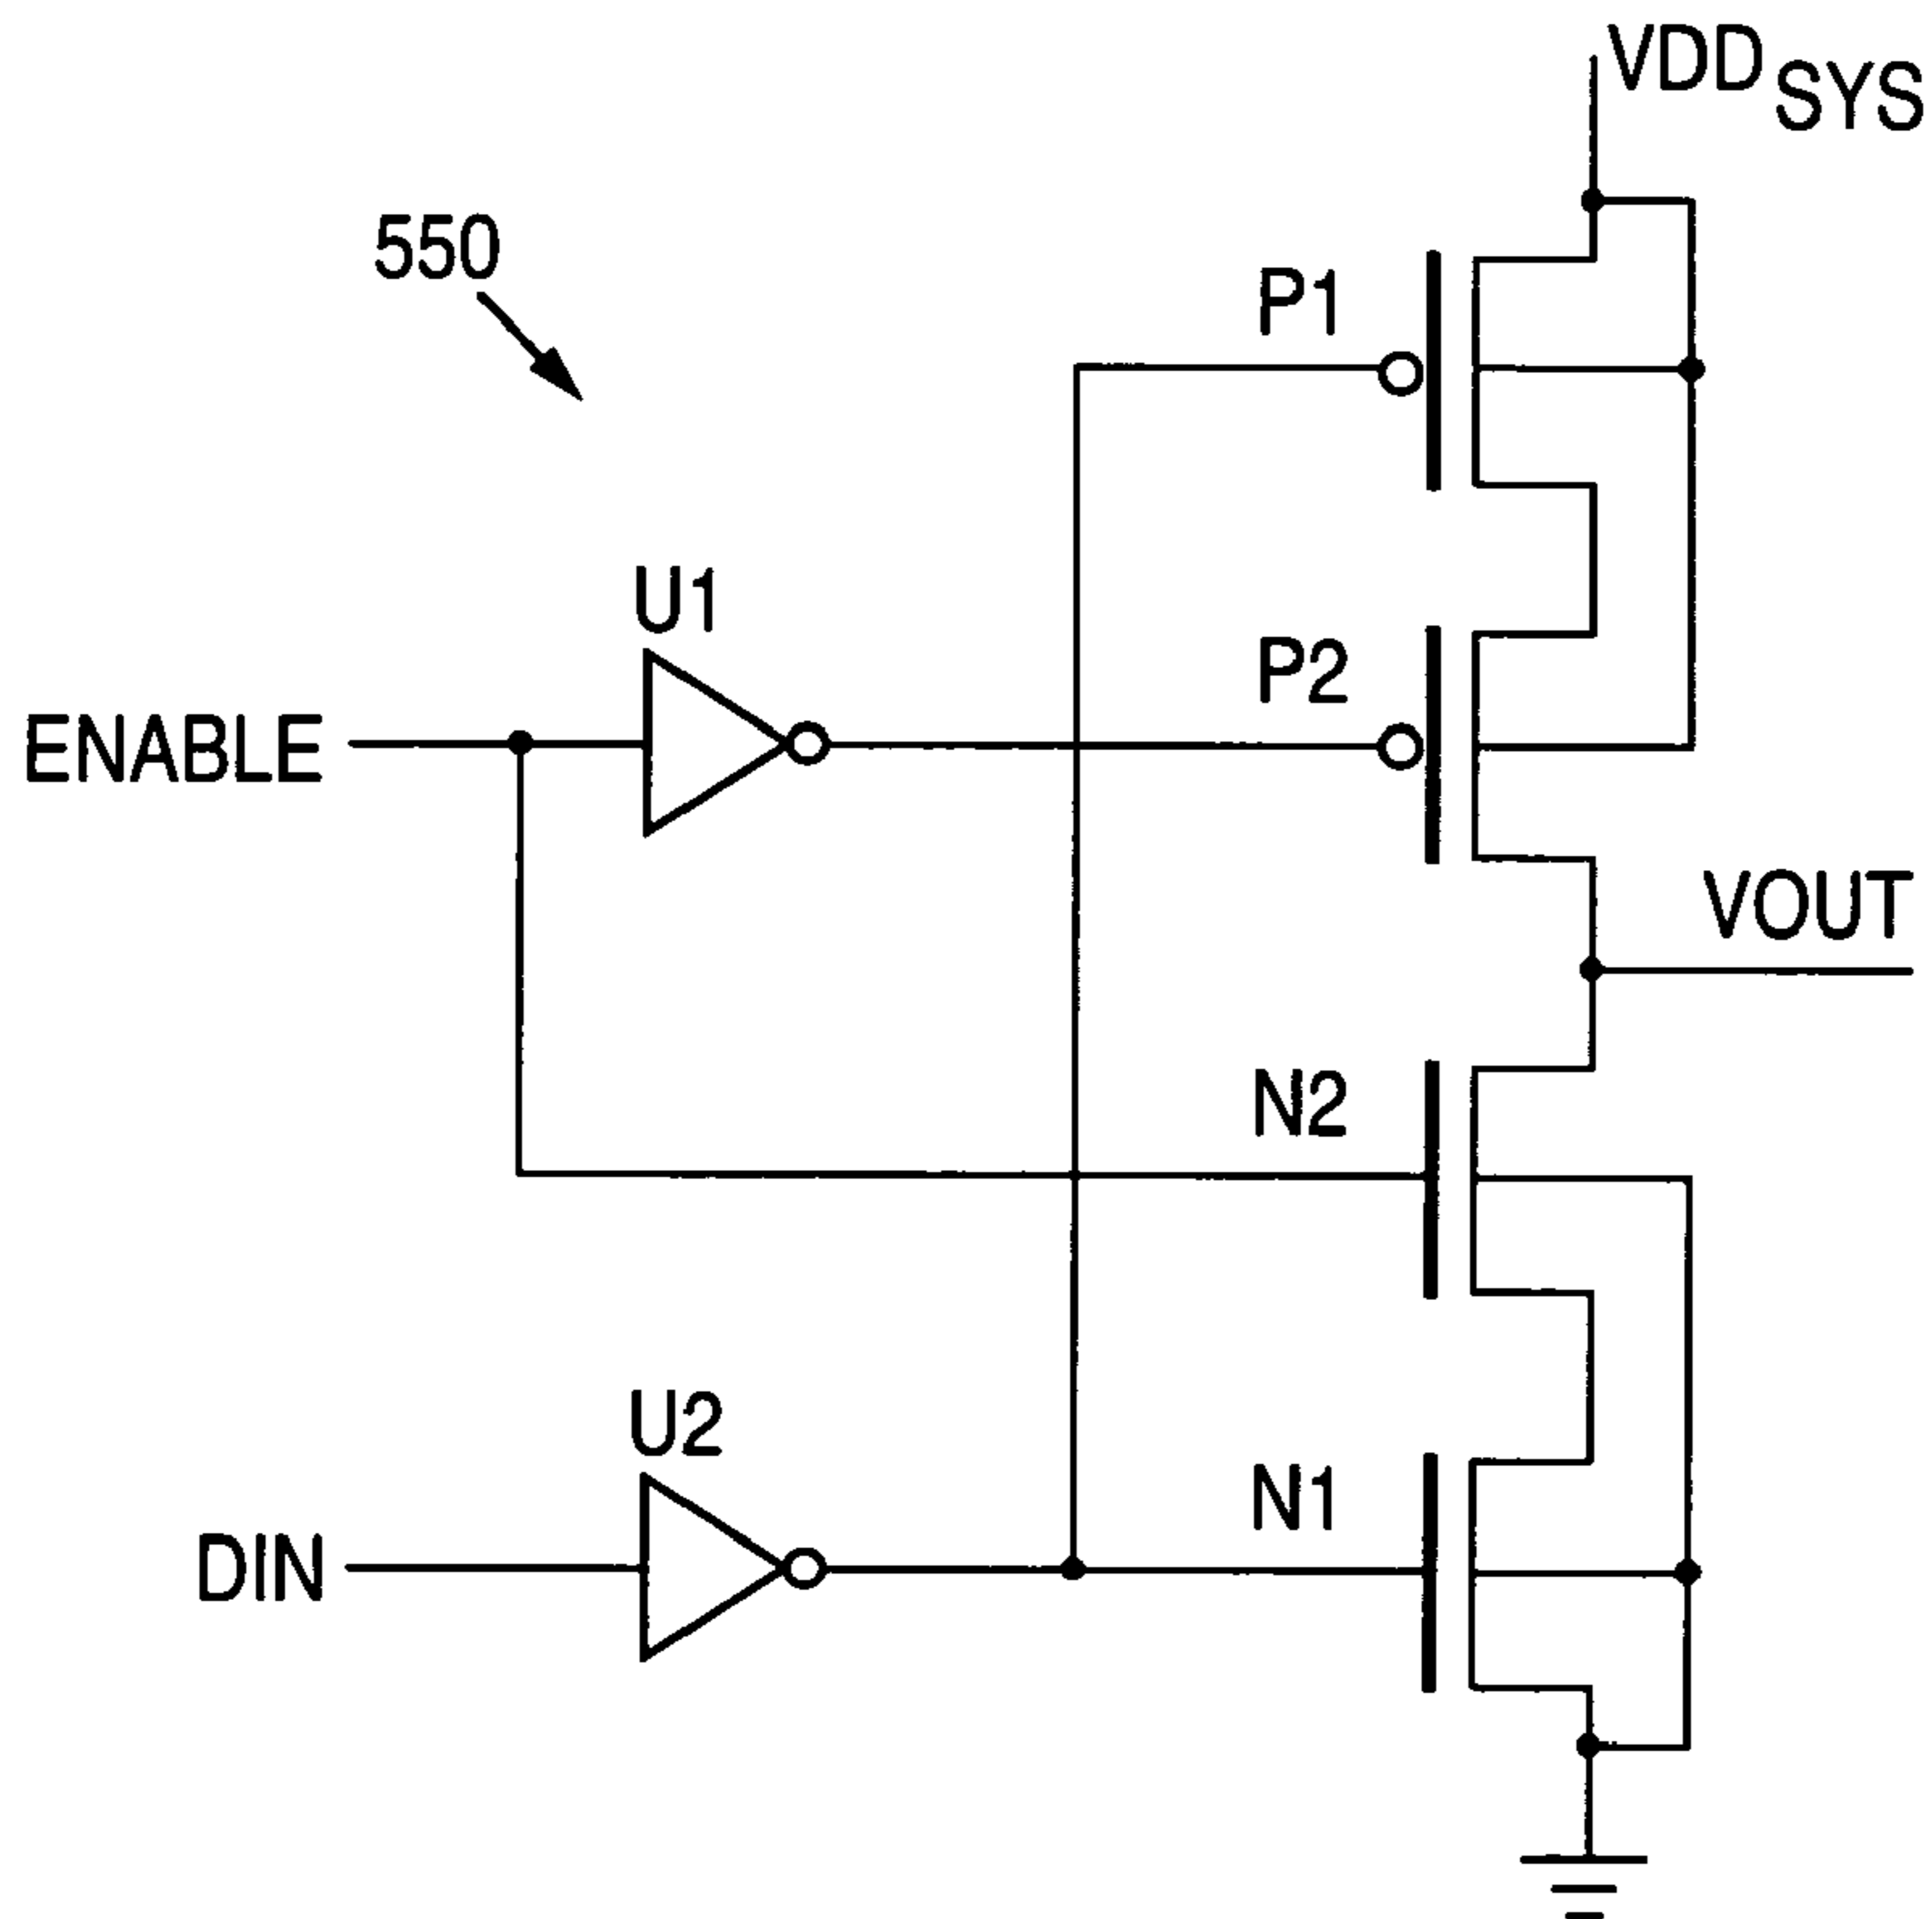 VDD SYS
550
P1
U1
P2
ENABLE
VOUT
N2
U2
N1
DIN